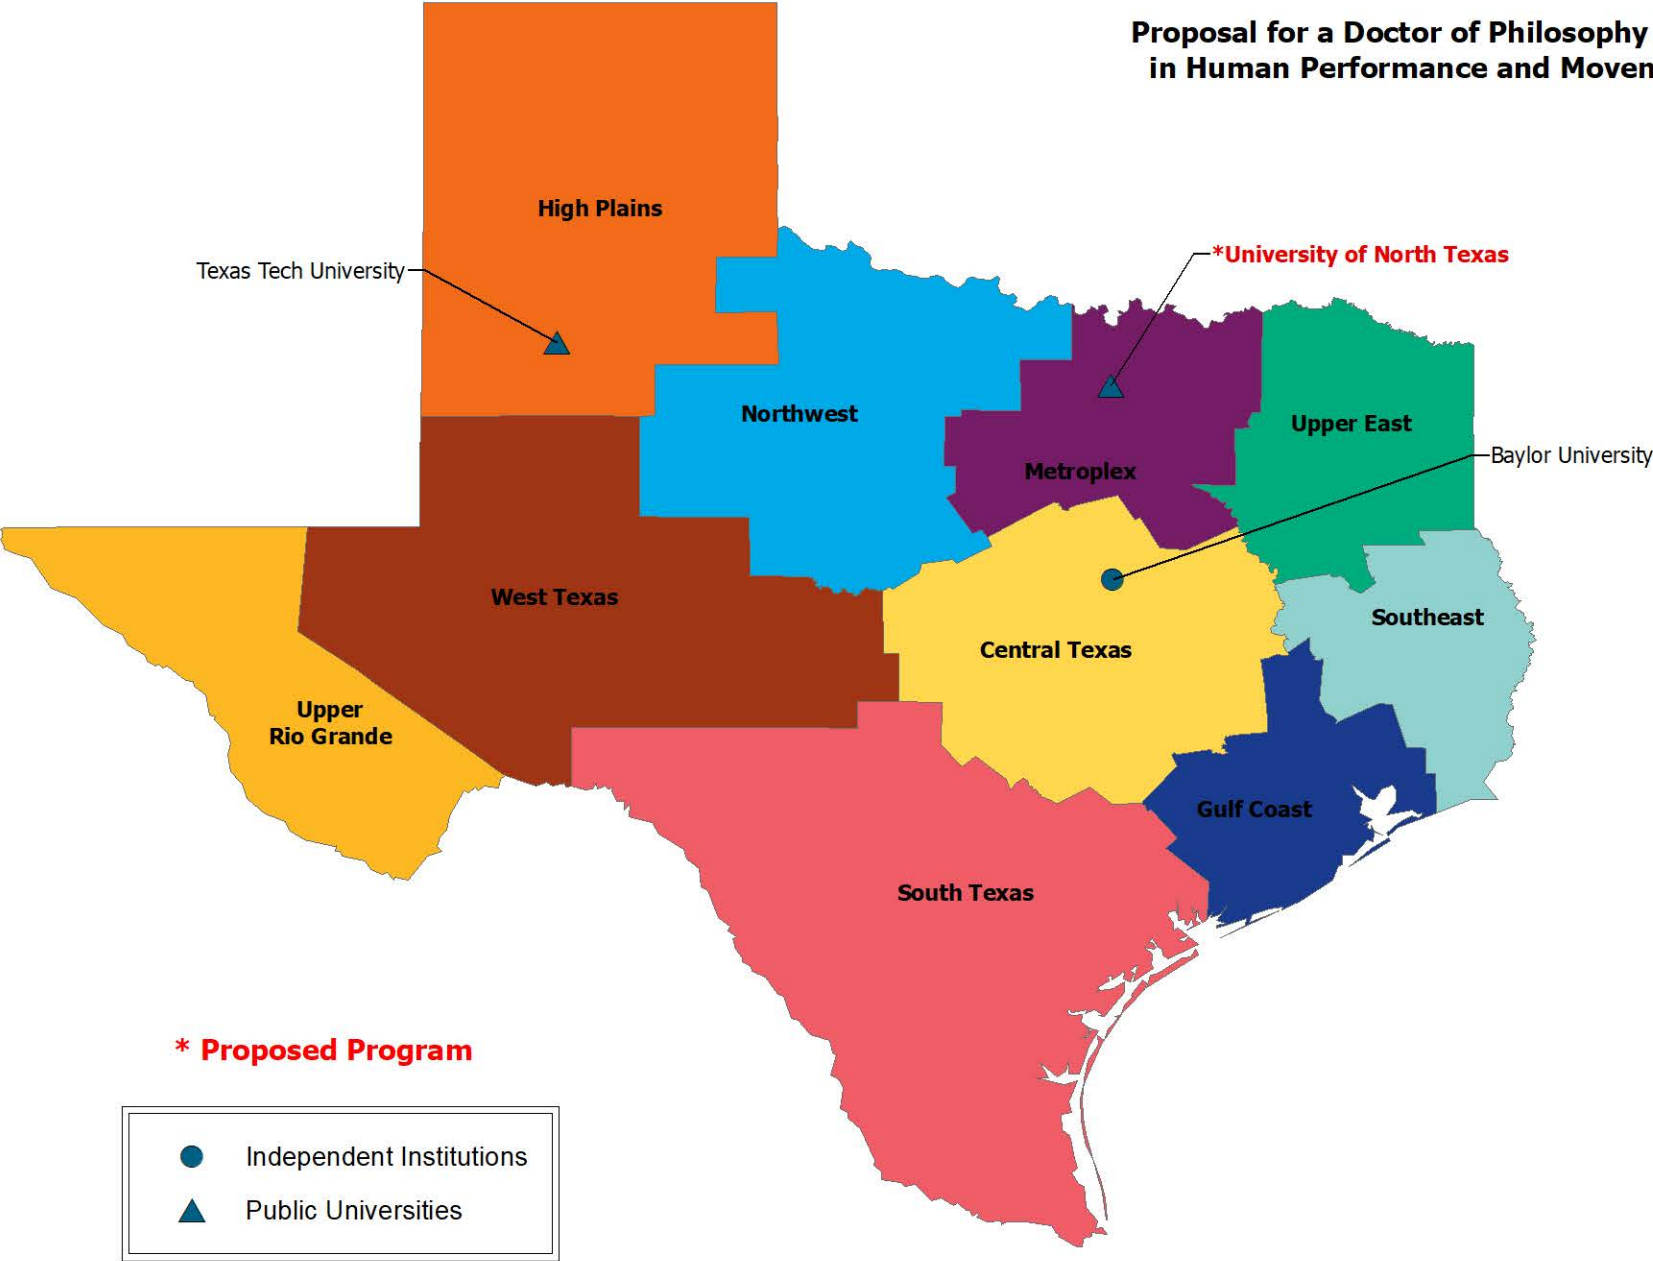 Proposal for a Doctor of Philosophy
in Human Performance and
High Plains
Texas Tech University
*University of North Texas
Northwest
Upper East
Baylor University
Metroplex
West Texas
Southeast
Central Texas
Upper
Rio Grande
Gulf Coast
South Texas
* Proposed Program
Independent Institutions
Public Universities